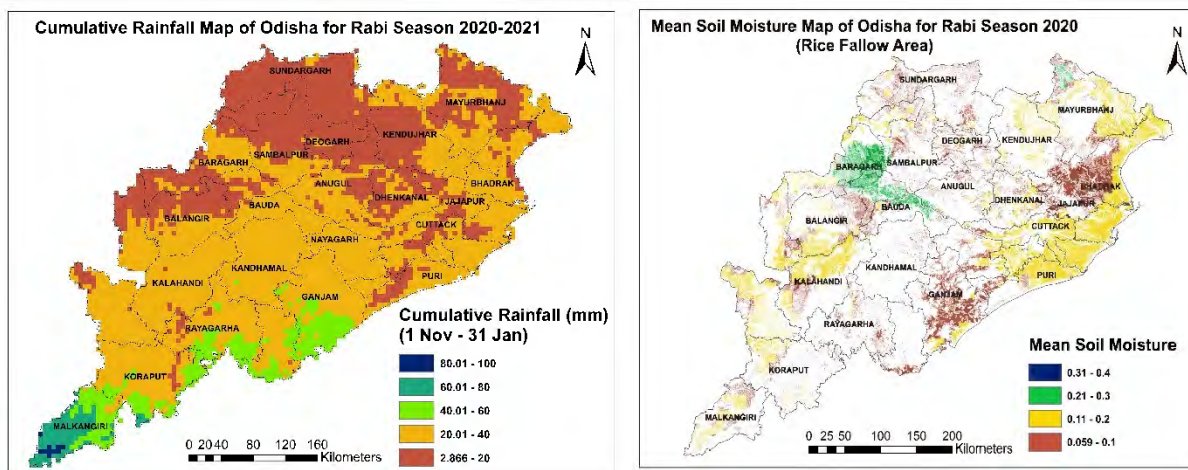 Cumulative Rainfall Map of Odisha for Rabi Season 2020-2021
N
SUNDARGARH
MAYURBHANJ
KENDUJHAR
DEOGARH
SAMBALPUR
BARAGARH
ANUGUL
BHADRAK
DHENKANAL
JAJAPUR
BALANGIR
BAUDA
CUTTACK
NAYAGARH
KANDHAMAL
PURI
KALAHANDI
GANJAM
RAYAGARHA
KORAPUT
MALKANGIRI
Cumulative Rainfall (mm)
(1 Nov - 31 Jan)
80.01 - 100
60.01 - 80
40.01 - 60
20.01 - 40
2.866 - 20
0 20 40 80 120 160
Kilometers
Mean Soil Moisture Map of Odisha for Rabi Season 2020
(Rice Fallow Area)
N
SUNDARGARH
MAYURBHANJ
KENDUJHAR
DEOGARH
BARAGARH
SAMBALPUR
ANUGUL
BHADRAK
DHENKANAL
JAJAPUR
BAUDA
BALANGIR
CUTTACK
KANDHAMAL
PURI
KALAHANDI
GANJAM
RAYAGARHA
KORAPUT
MALKANGIRI
Mean Soil Moisture
0.31 - 0.4
0.21 - 0.3
0.11 - 0.2
0.059 - 0.1
0 25 50 100 150 200
Kilometers